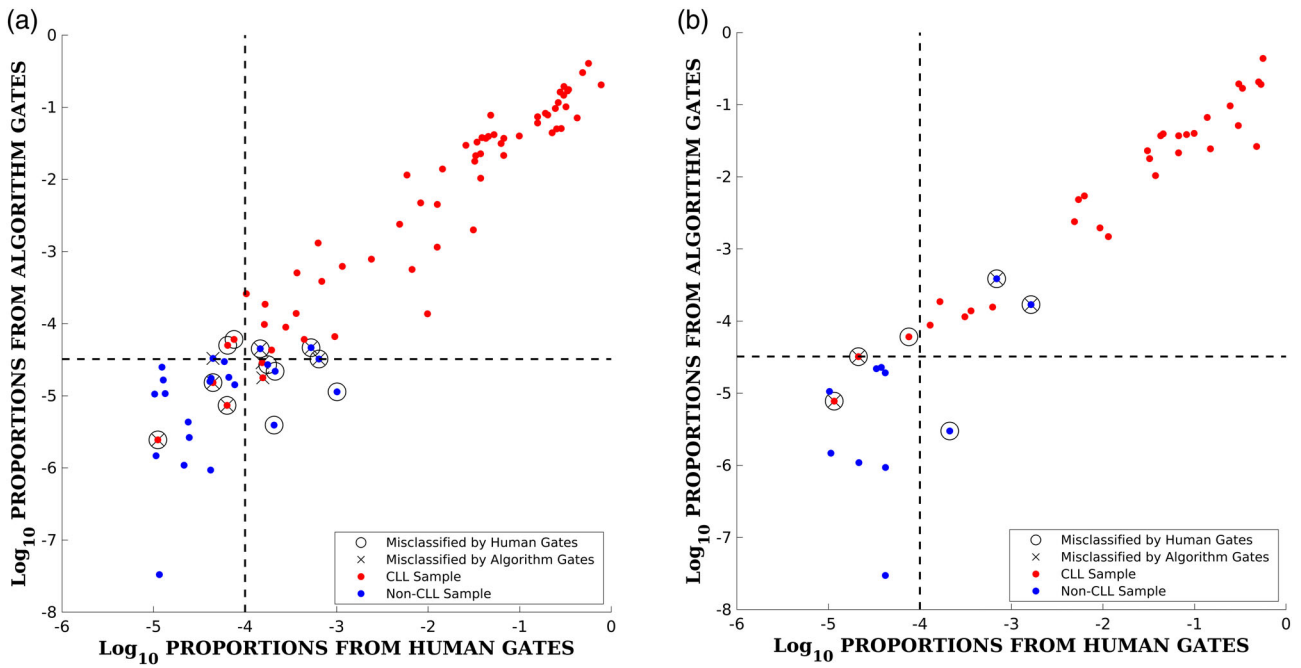 (a)
Log10 PROPORTIONS FROM ALGORITHM GATES
0
-1
-2
-3
-4
-5
-6
-7
-8
-6 -5 -4 -3 -2 -1 0
Log10 PROPORTIONS FROM HUMAN GATES
Misclassified by Human Gates
Misclassified by Algorithm Gates
CLL Sample
Non-CLL Sample
(b)
Log10 PROPORTIONS FROM ALGORITHM GATES
0
-1
-2
-3
-4
-5
-6
-7
-8
-6 -5 -4 -3 -2 -1 0
Log10 PROPORTIONS FROM HUMAN GATES
Misclassified by Human Gates
Misclassified by Algorithm Gates
CLL Sample
Non-CLL Sample